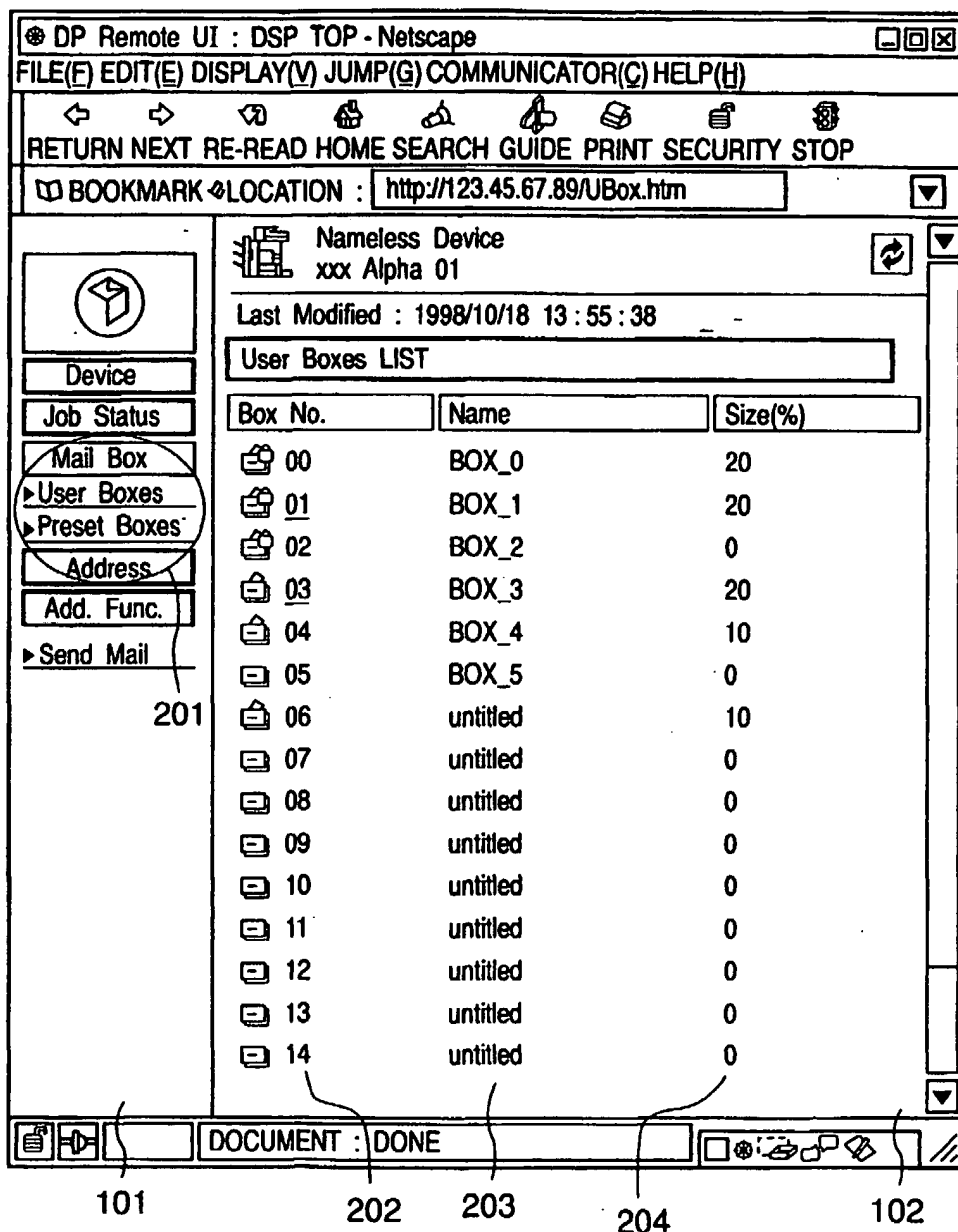 DP Remote UI : DSP TOP - Netscape
FILE(F) EDIT(E) DISPLAY(V) JUMP(G) COMMUNICATOR(C) HELP(H)
RETURN NEXT RE-READ HOME SEARCH GUIDE PRINT SECURITY STOP
BOOKMARK LOCATION : http://123.45.67.89/UBox.htm
Nameless Device
xxx Alpha 01
Last Modified : 1998/10/18 13 : 55 : 38
User Boxes LIST
Device
Job Status
Mail Box
▶User Boxes
▶Preset Boxes
Address
Add. Func.
▶Send Mail
201
Box No. Name Size(%)
00 BOX_0 20
01 BOX_1 20
02 BOX_2 0
03 BOX_3 20
04 BOX_4 10
05 BOX_5 0
06 untitled 10
07 untitled 0
08 untitled 0
09 untitled 0
10 untitled 0
11 untitled 0
12 untitled 0
13 untitled 0
14 untitled 0
DOCUMENT : DONE
101 202 203 204 102